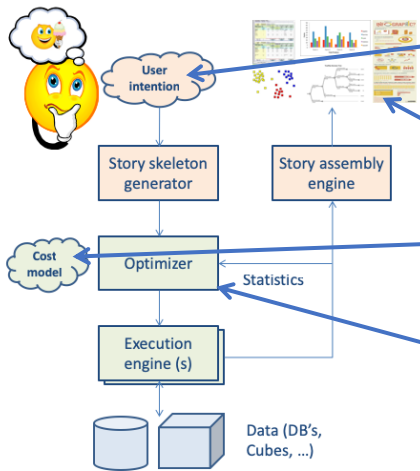 User
intention
Story skeleton
generator
Story assembly
engine
Cost
model
Optimizer
Statistics
Execution
engine (s)
Data (DB's,
Cubes, ...)